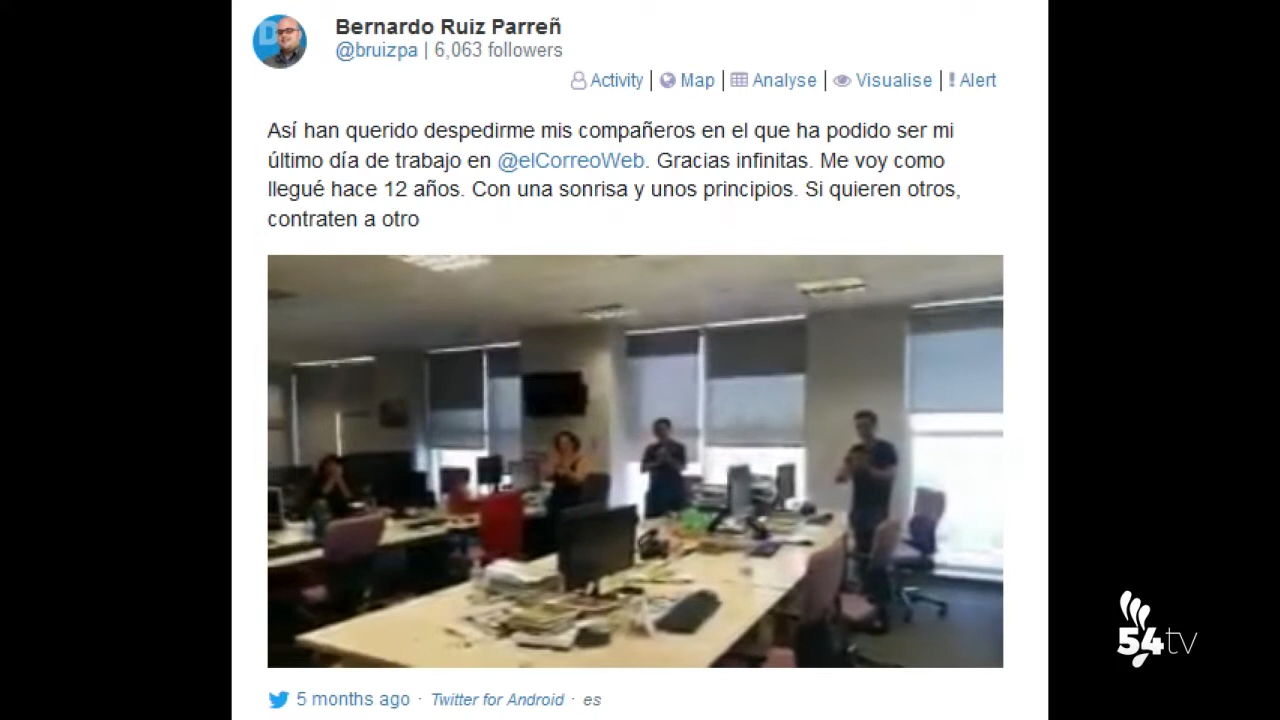 Bernardo Ruiz Parreñ
@bruizpa | 6,063 followers
Activity | Map | Analyse | Visualise | Alert
Así han querido despedirme mis compañeros en el que ha podido ser mi
último día de trabajo en @elCorreoWeb. Gracias infinitas. Me voy como
llegué hace 12 años. Con una sonrisa y unos principios. Si quieren otros,
contraten a otro
5 months ago · Twitter for Android · es
54tv